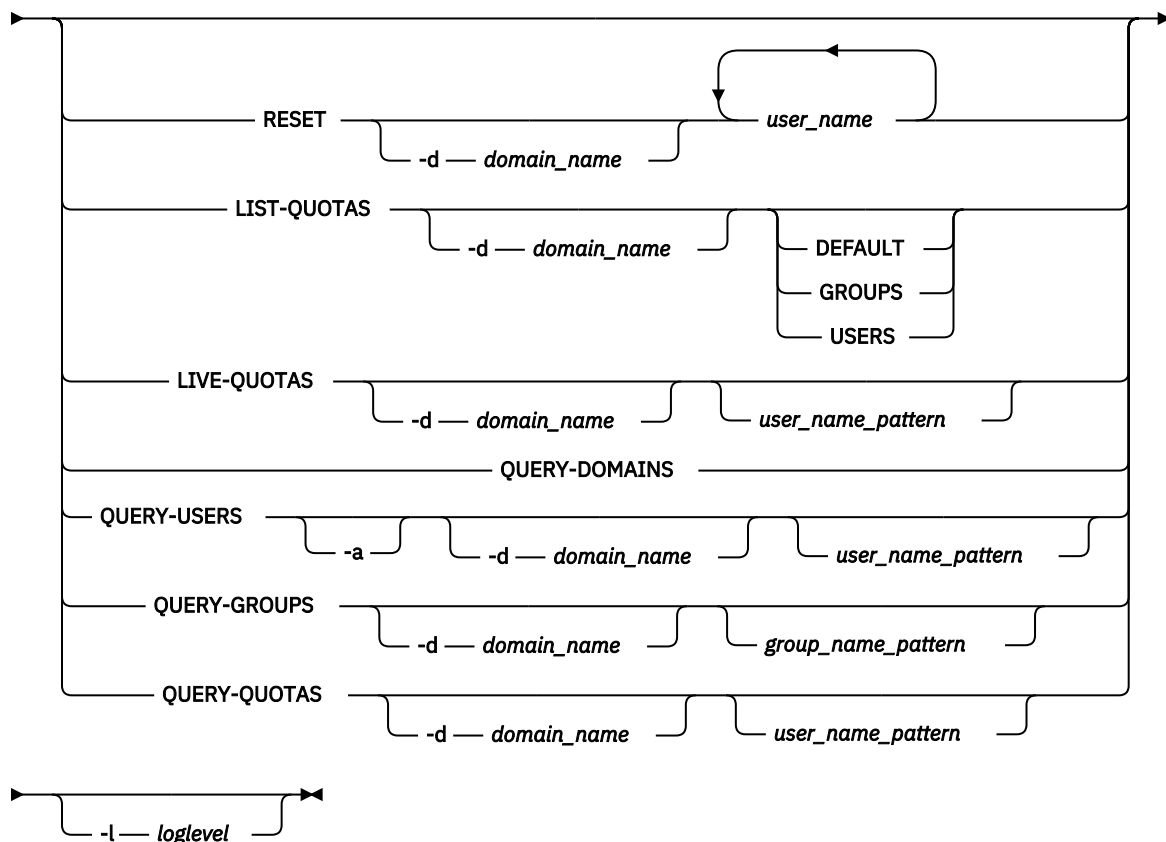 RESET user_name
-d domain_name
LIST-QUOTAS
-d domain_name DEFAULT
GROUPS
USERS
LIVE-QUOTAS
-d domain_name user_name_pattern
QUERY-DOMAINS
QUERY-USERS
-a -d domain_name user_name_pattern
QUERY-GROUPS
-d domain_name group_name_pattern
QUERY-QUOTAS
-d domain_name user_name_pattern
-l loglevel